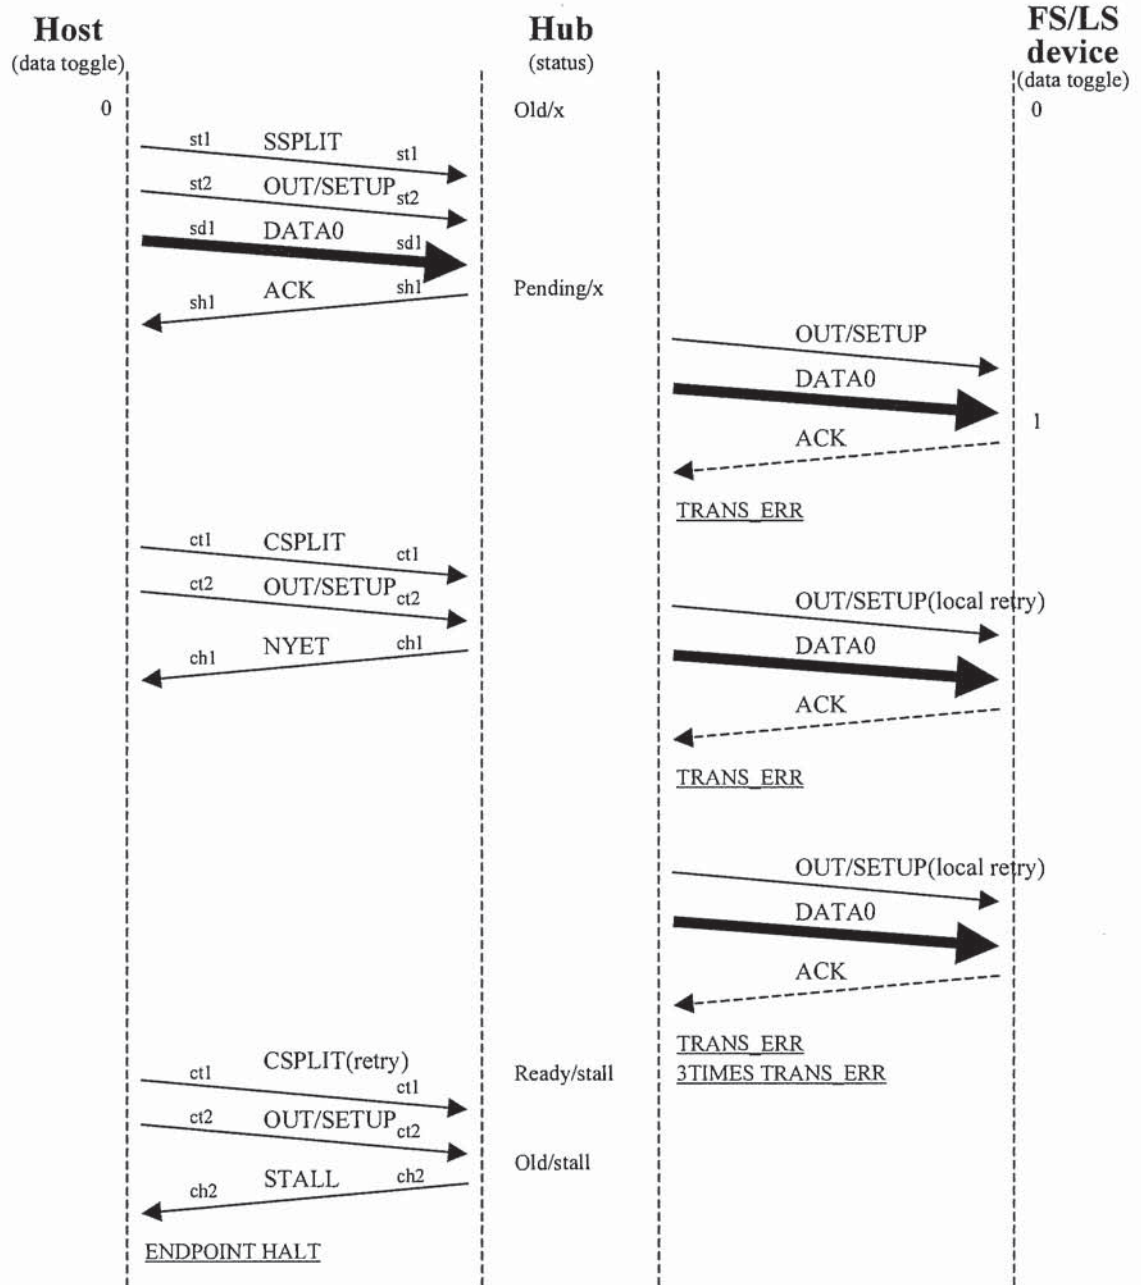 Host
(data toggle)
Hub
(status)
FS/LS
device
(data toggle)
0
Old/x
0
st1 SSPLIT st1
st2 OUT/SETUP st2
sd1 DATA0 sd1
sh1 ACK sh1
Pending/x
OUT/SETUP
DATA0
1
ACK
TRANS_ERR
ct1 CSPLIT ct1
ct2 OUT/SETUP ct2
OUT/SETUP(local retry)
ch1 NYET ch1
DATA0
ACK
TRANS_ERR
OUT/SETUP(local retry)
DATA0
ACK
TRANS_ERR
CSPLIT(retry)
ct1 ct1
Ready/stall
3TIMES TRANS_ERR
ct2 OUT/SETUP ct2
Old/stall
ch2 STALL ch2
ENDPOINT HALT